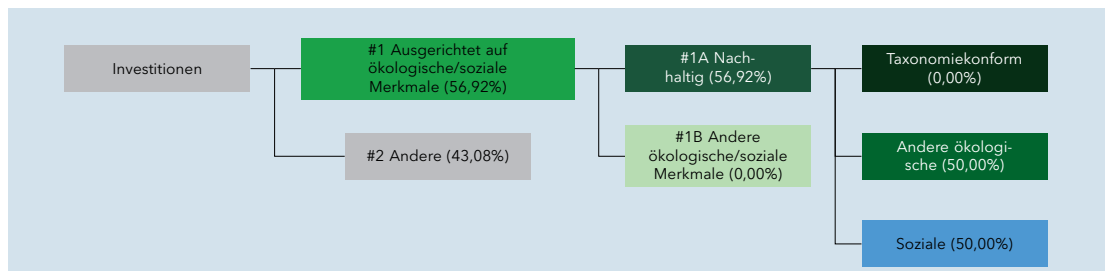 Investitionen
#1 Ausgerichtet auf
ökologische/soziale
Merkmale (56,92%)
#2 Andere (43,08%)
#1A Nach-
haltig (56,92%)
#1B Andere
ökologische/soziale
Merkmale (0,00%)
Taxonomiekonform
(0,00%)
Andere ökologi-
sche (50,00%)
Soziale (50,00%)